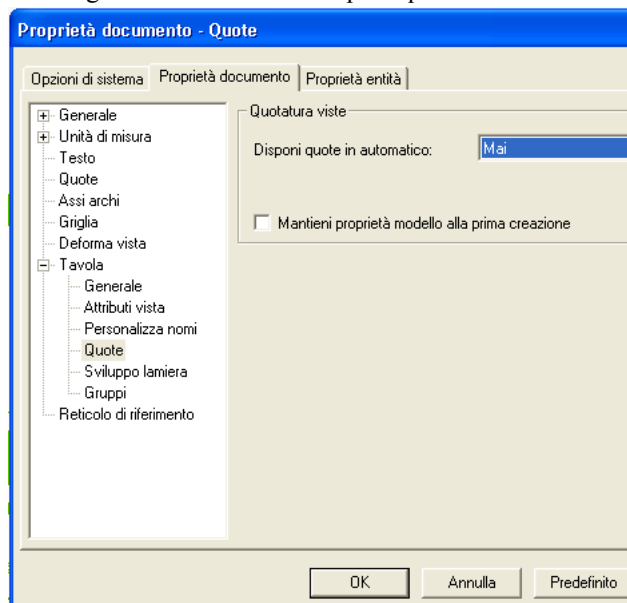 Proprietà documento - Quote
Opzioni di sistema
Proprietà documento
Proprietà entità
Generale
Unità di misura
Testo
Quote
Assi archi
Griglia
Deforma vista
Tavola
Generale
Attributi vista
Personalizza nomi
Quote
Sviluppo lamiera
Gruppi
Reticolo di riferimento
Quotatura viste
Disponi quote in automatico: Mai
Mantieni proprietà modello alla prima creazione
OK
Annulla
Predefinito